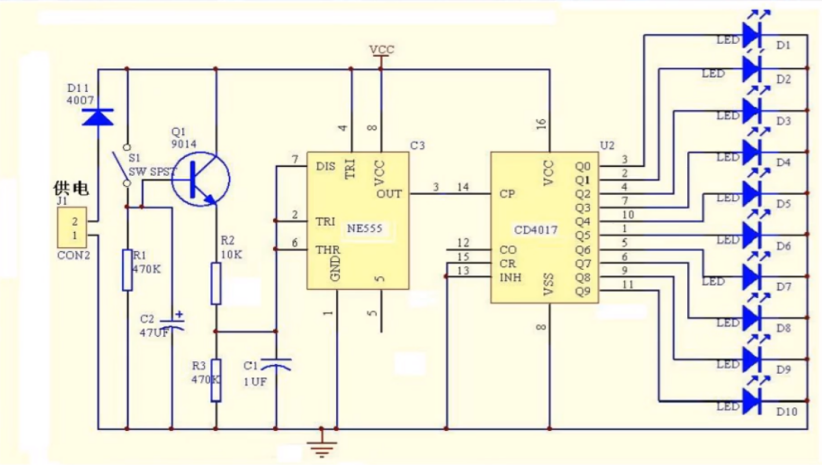 VCC
D11
4007
S1
SW SPST
Q1
9014
供电
J1
2
1
CON2
R1
470K
C2
+
47UF
R2
10K
R3
470K
C1
1UF
4
8
C3
7
DIS
TRI
VCC
OUT
3
2
TRI
NE555
6
THR
GND
5
1
5
14
16
U2
VCC
CP
CD4017
12
CO
15
CR
13
INH
VSS
8
Q0
3
Q1
2
Q2
4
Q3
7
Q4
10
Q5
1
Q6
5
Q7
6
Q8
9
Q9
11
LED
D1
LED
D2
LED
D3
LED
D4
LED
D5
LED
D6
LED
D7
LED
D8
LED
D9
LED
D10